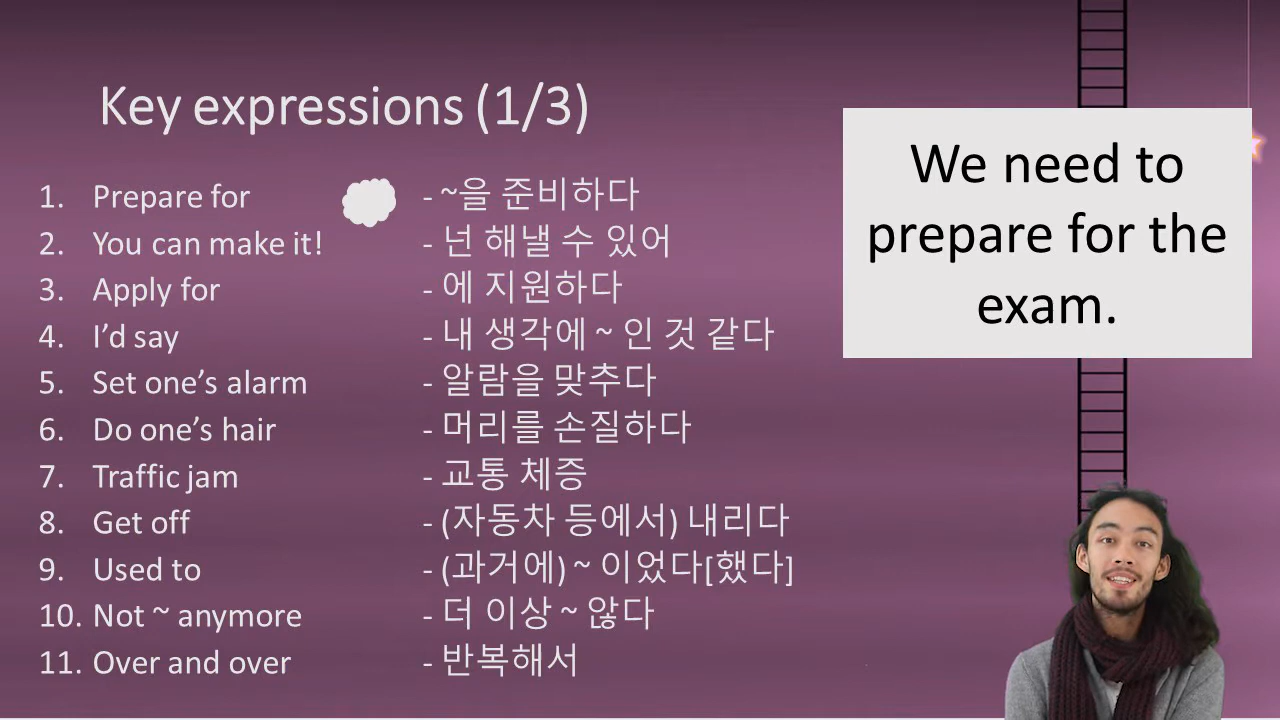 Key expressions (1/3)
1. Prepare for - ~을 준비하다
2. You can make it! - 넌 해낼 수 있어
3. Apply for - 에 지원하다
4. I’d say - 내 생각에 ~ 인 것 같다
5. Set one’s alarm - 알람을 맞추다
6. Do one’s hair - 머리를 손질하다
7. Traffic jam - 교통 체증
8. Get off - (자동차 등에서) 내리다
9. Used to - (과거에) ~ 이었다[했다]
10. Not ~ anymore - 더 이상 ~ 않다
11. Over and over - 반복해서
We need to
prepare for the
exam.